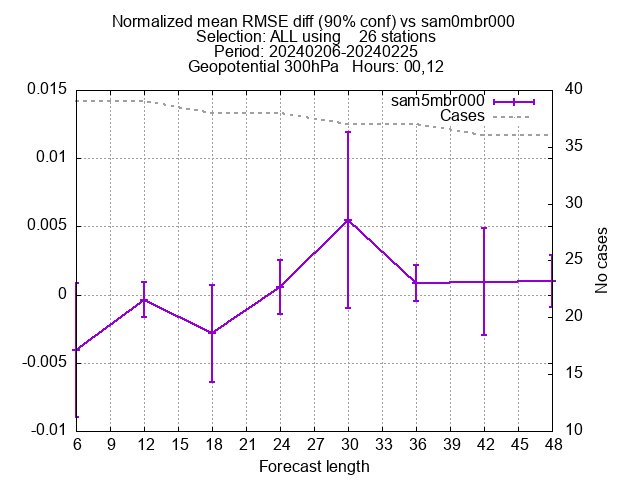 Normalized mean RMSE diff (90% conf) vs sam0mbr000
Selection: ALL using    26 stations
Period: 20240206-20240225
Geopotential 300hPa   Hours: 00,12
sam5mbr000
Cases
0.015
0.01
0.005
0
-0.005
-0.01
40
35
30
25
20
15
10
No cases
6 9 12 15 18 21 24 27 30 33 36 39 42 45 48
Forecast length